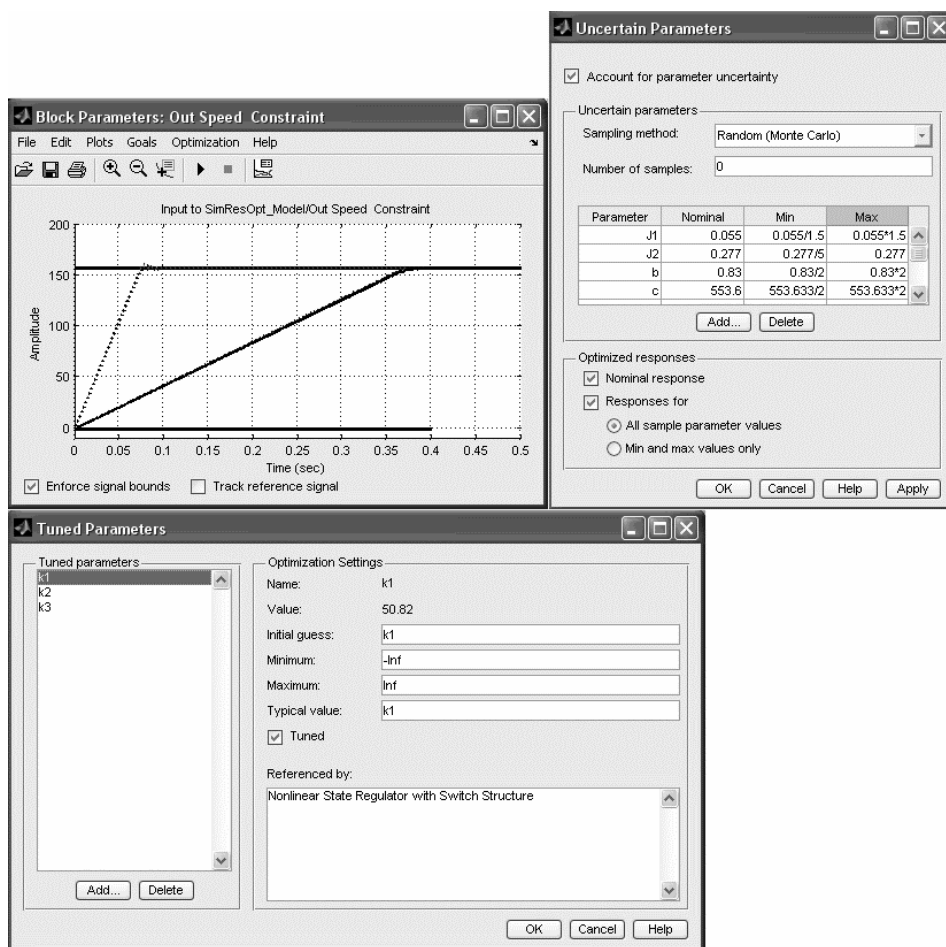 Block Parameters: Out Speed Constraint
File Edit Plots Goals Optimization Help
Input to SimResOpt_Model/Out Speed Constraint
200
150
100
50
0
Amplitude
0 0.05 0.1 0.15 0.2 0.25 0.3 0.35 0.4 0.45 0.5
Time (sec)
Enforce signal bounds Track reference signal
Uncertain Parameters
Account for parameter uncertainty
Uncertain parameters
Sampling method: Random (Monte Carlo)
Number of samples: 0
Parameter Nominal Min Max
J1 0.055 0.055/1.5 0.055*1.5
J2 0.277 0.277/5 0.277
b 0.83 0.83/2 0.83*2
c 553.6 553.633/2 553.633*2
Add... Delete
Optimized responses
Nominal response
Responses for
All sample parameter values
Min and max values only
OK Cancel Help Apply
Tuned Parameters
Tuned parameters
k1
k2
k3
Add... Delete
Optimization Settings
Name: k1
Value: 50.82
Initial guess: k1
Minimum: -Inf
Maximum: Inf
Typical value: k1
Tuned
Referenced by:
Nonlinear State Regulator with Switch Structure
OK Cancel Help